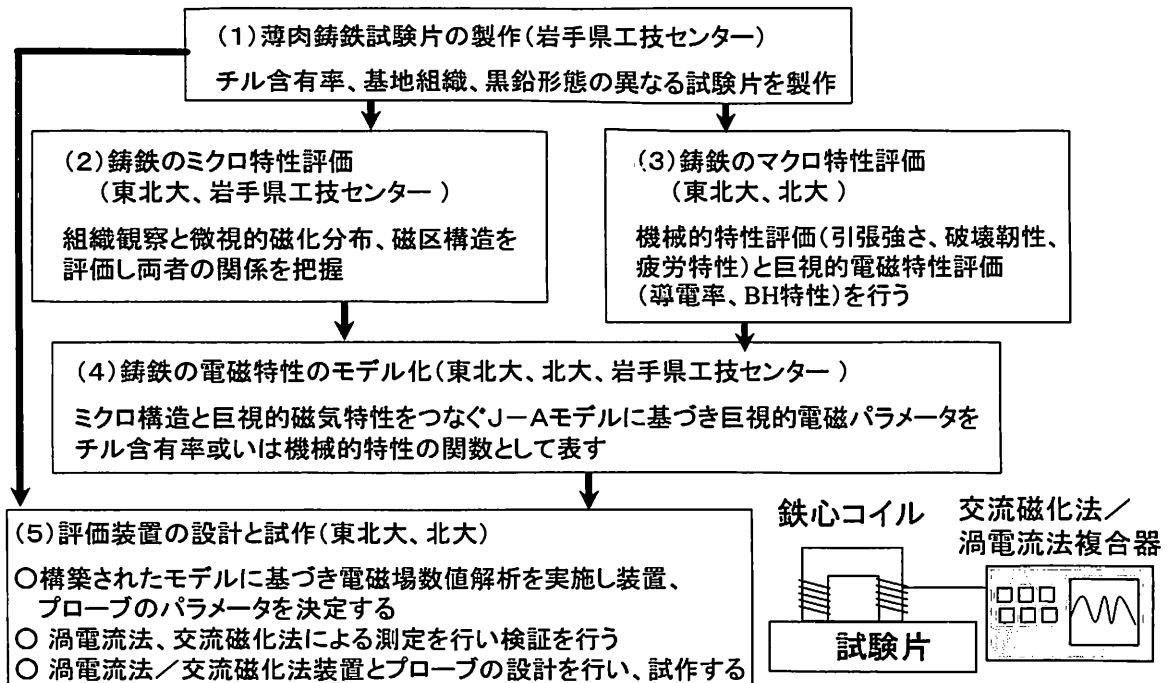 (1)薄肉鋳鉄試験片の製作(岩手県工技センター)
チル含有率、基地組織、黒鉛形態の異なる試験片を製作
(2)鋳鉄のミクロ特性評価
(東北大、岩手県工技センター )
組織観察と微視的磁化分布、磁区構造を
評価し両者の関係を把握
(3)鋳鉄のマクロ特性評価
(東北大、北大)
機械的特性評価(引張強さ、破壊靭性、
疲労特性)と巨視的電磁特性評価
(導電率、BH特性)を行う
(4)鋳鉄の電磁特性のモデル化(東北大、北大、岩手県工技センター )
ミクロ構造と巨視的磁気特性をつなぐJ－Aモデルに基づき巨視的電磁パラメータを
チル含有率或いは機械的特性の関数として表す
(5)評価装置の設計と試作(東北大、北大)
○構築されたモデルに基づき電磁場数値解析を実施し装置、
プローブのパラメータを決定する
○ 渦電流法、交流磁化法による測定を行い検証を行う
○ 渦電流法／交流磁化法装置とプローブの設計を行い、試作する
鉄心コイル
交流磁化法／
渦電流法複合器
試験片